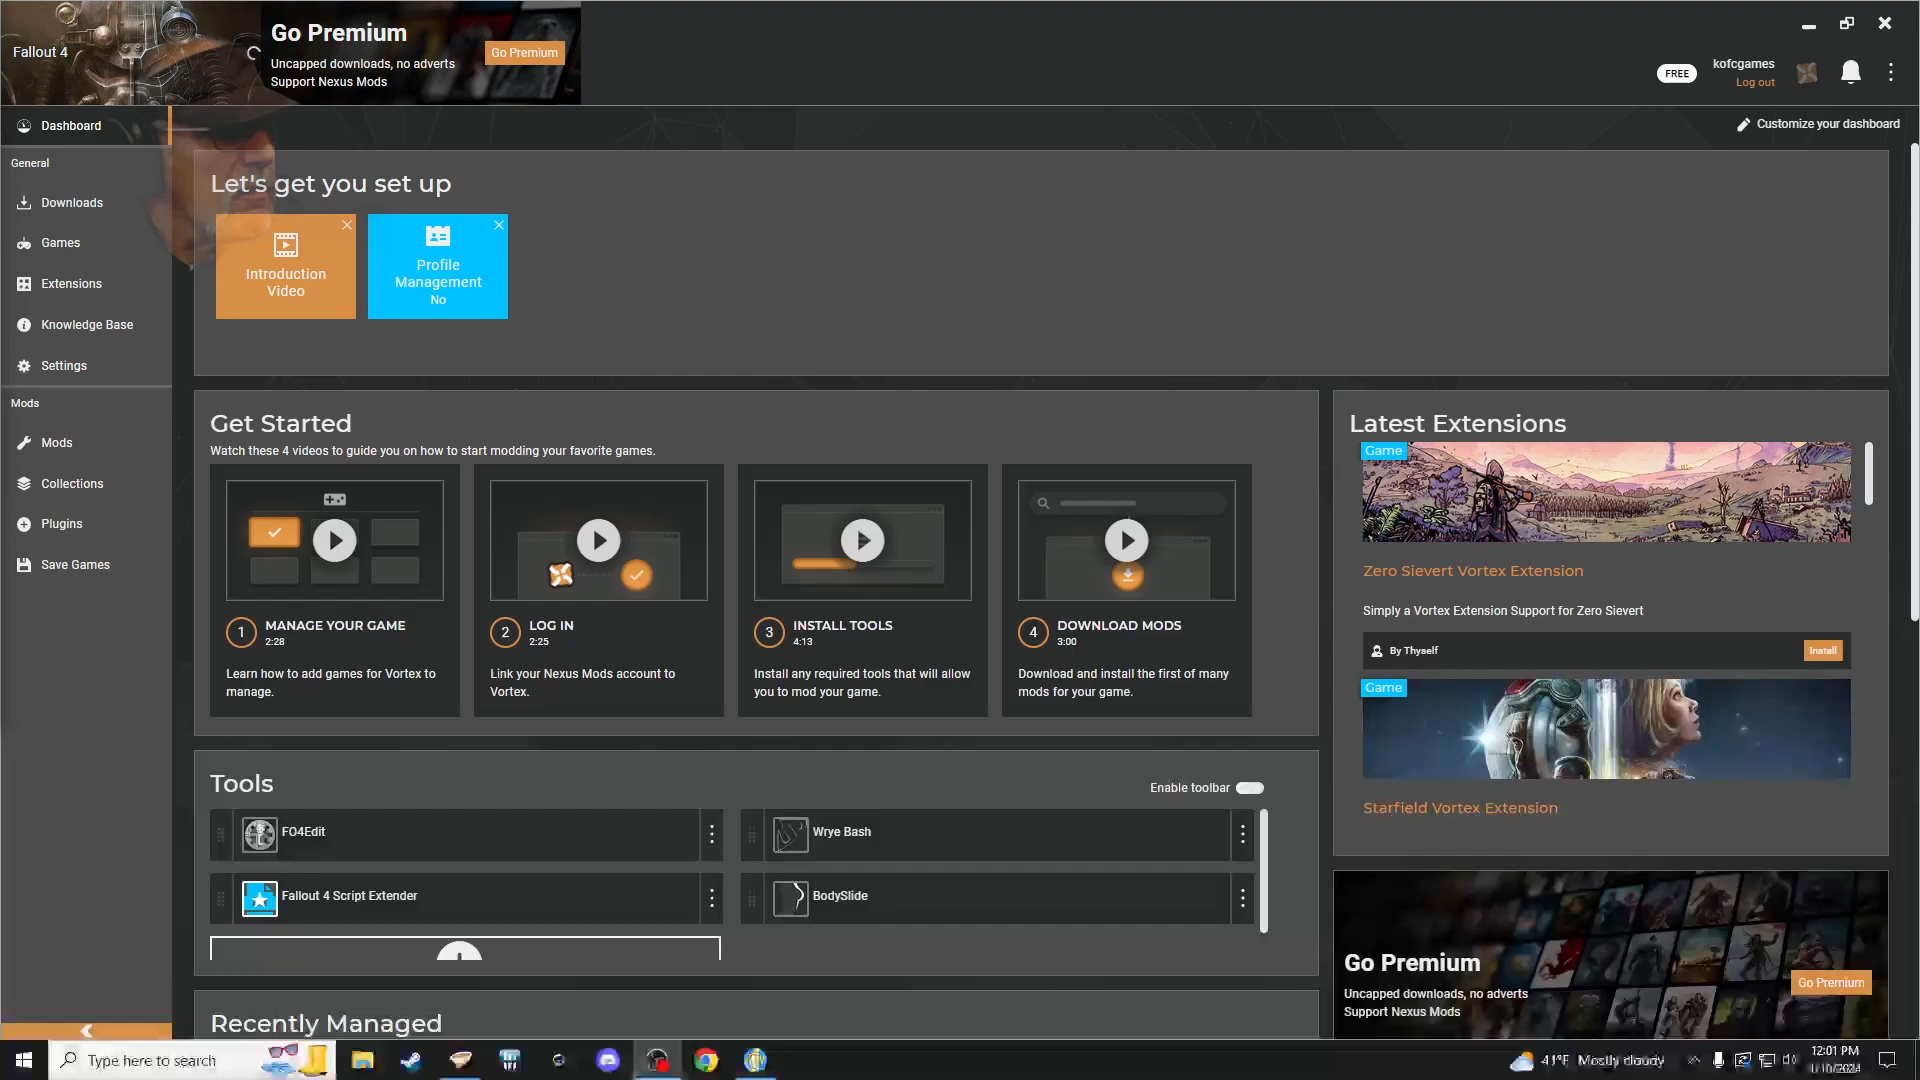 Fallout 4
Go Premium
Uncapped downloads, no adverts
Support Nexus Mods
Go Premium
FREE
kofcgames
Log out
Dashboard
Customize your dashboard
General
Downloads
Games
Extensions
Knowledge Base
Settings
Mods
Mods
Collections
Plugins
Save Games
Let's get you set up
Introduction
Video
Profile
Management
No
Get Started
Watch these 4 videos to guide you on how to start modding your favorite games.
1
MANAGE YOUR GAME
2:28
Learn how to add games for Vortex to
manage.
2
LOG IN
2:25
Link your Nexus Mods account to
Vortex.
3
INSTALL TOOLS
4:13
Install any required tools that will allow
you to mod your game.
4
DOWNLOAD MODS
3:00
Download and install the first of many
mods for your game.
Latest Extensions
Game
Zero Sievert Vortex Extension
Simply a Vortex Extension Support for Zero Sievert
By Thyself
Install
Game
Starfield Vortex Extension
Tools
Enable toolbar
FO4Edit
Wrye Bash
Fallout 4 Script Extender
BodySlide
Recently Managed
Go Premium
Uncapped downloads, no adverts
Support Nexus Mods
Go Premium
Type here to search
41°F Mostly cloudy
12:01 PM
1/10/2024